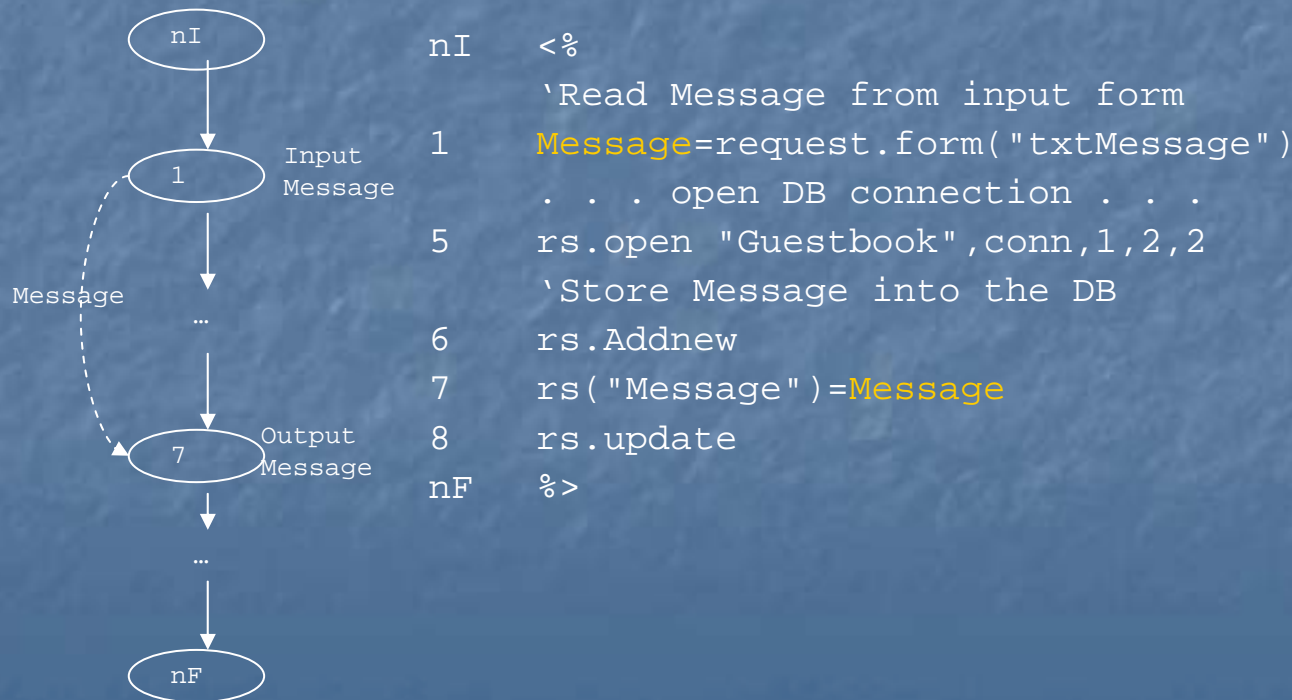 nI
1
Input
Message
Message
…
7
Output
Message
…
nF
nI <%
‘Read Message from input form
1 Message=request.form("txtMessage")
. . . open DB connection . . .
5 rs.open "Guestbook",conn,1,2,2
‘Store Message into the DB
6 rs.Addnew
7 rs("Message")=Message
8 rs.update
nF %>